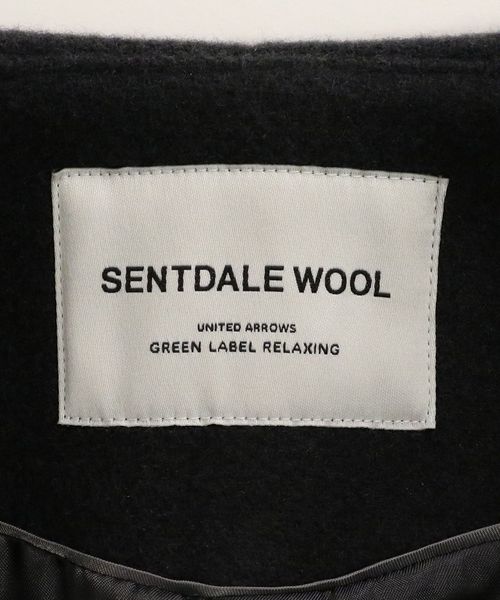 SENTDALE WOOL
UNITED ARROWS
GREEN LABEL RELAXING